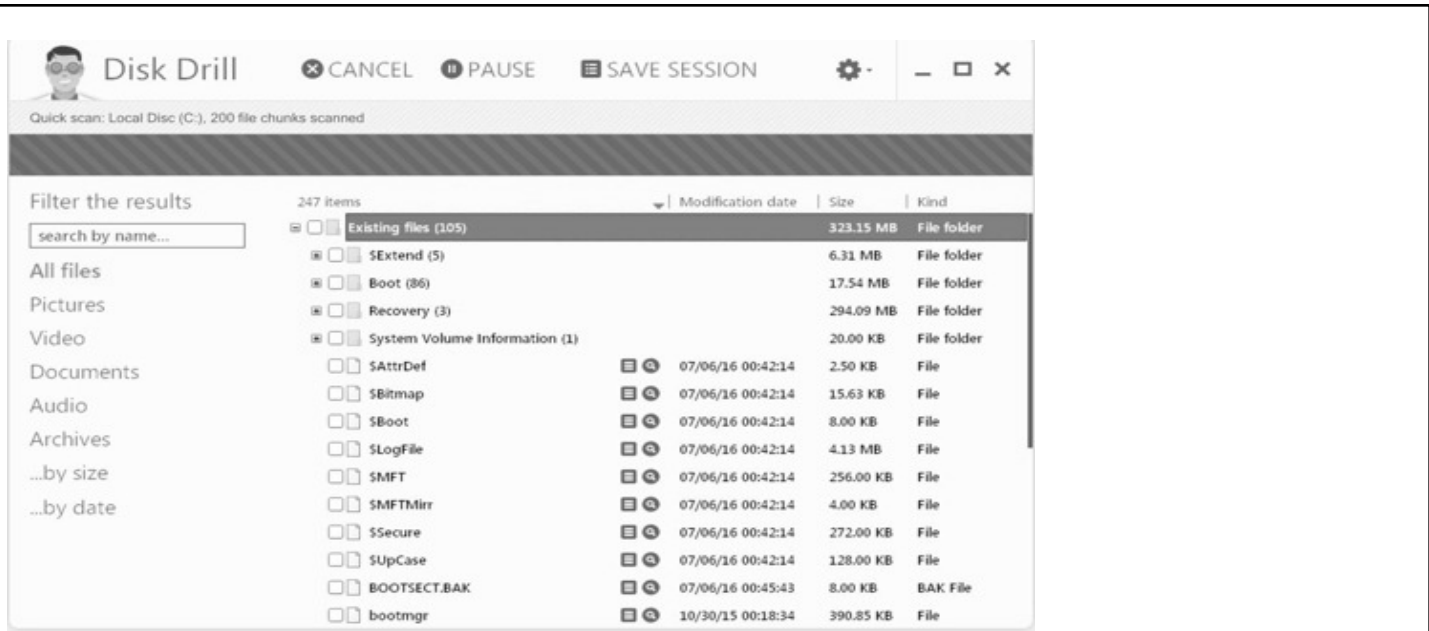 Disk Drill CANCEL PAUSE SAVE SESSION
Quick scan: Local Disc (C:), 200 file chunks scanned
Filter the results
search by name...
All files
Pictures
Video
Documents
Audio
Archives
...by size
...by date
247 items Modification date Size Kind
Existing files (105) 323.15 MB File folder
$Extend (5) 6.31 MB File folder
Boot (86) 17.54 MB File folder
Recovery (3) 294.09 MB File folder
System Volume Information (1) 20.00 KB File folder
$AttrDef 07/06/16 00:42:14 2.50 KB File
$Bitmap 07/06/16 00:42:14 15.63 KB File
$Boot 07/06/16 00:42:14 8.00 KB File
$LogFile 07/06/16 00:42:14 4.13 MB File
$MFT 07/06/16 00:42:14 256.00 KB File
$MFTMirr 07/06/16 00:42:14 4.00 KB File
$Secure 07/06/16 00:42:14 272.00 KB File
$UpCase 07/06/16 00:42:14 128.00 KB File
BOOTSECT.BAK 07/06/16 00:45:43 8.00 KB BAK File
bootmgr 10/30/15 00:18:34 390.85 KB File